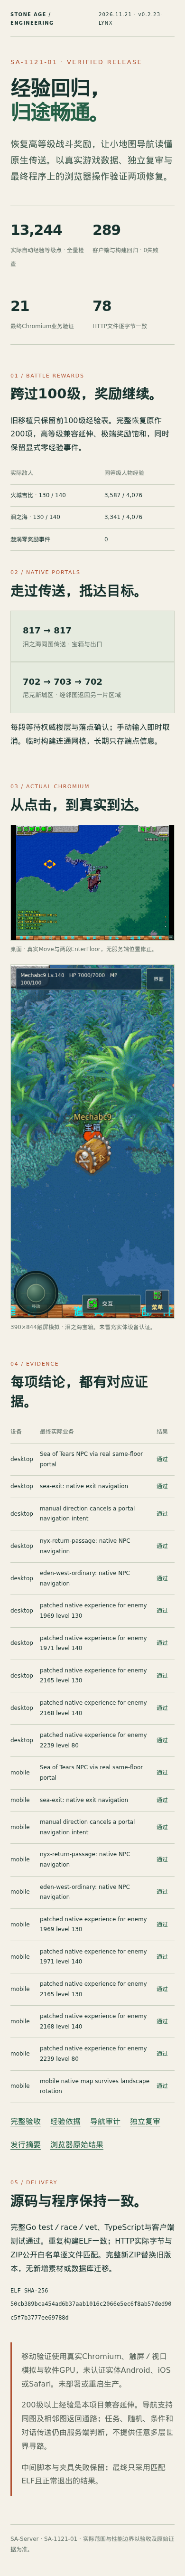 STONE AGE /
ENGINEERING
2026.11.21 · v0.2.23-
LYNX
SA-1121-01 · VERIFIED RELEASE
经验回归，
归途畅通。
恢复高等级战斗奖励，让小地图导航读懂
原生传送。以真实游戏数据、独立复审与
最终程序上的浏览器操作验证两项修复。
13,244
实际自动经验等级点 · 全量检
查
289
客户端与构建回归 · 0失败
21
最终Chromium业务验证
78
HTTP文件逐字节一致
01 / BATTLE REWARDS
跨过100级，奖励继续。
旧移植只保留前100级经验表。完整恢复原作
200项，高等级兼容延伸、极端奖励饱和，同时
保留显式零经验事件。
实际敌人
同等级人物经验
火城吉比 · 130 / 140
3,587 / 4,076
泪之海 · 130 / 140
3,341 / 4,076
漩涡零奖励事件
0
02 / NATIVE PORTALS
走过传送，抵达目标。
817 → 817
泪之海同图传送 · 宝箱与出口
702 → 703 → 702
尼克斯城区 · 经邻图返回另一片区域
每段等待权威楼层与落点确认；手动输入即时取
消。临时构建连通网格，长期只存端点信息。
03 / ACTUAL CHROMIUM
从点击，到真实到达。
桌面 · 真实Move与两段EnterFloor，无服务端位置修正。
Mechabc9 Lv.140 HP 7000/7000 MP
100/100
界面
Mechabc9
宝箱
交互
菜单
390×844触屏模拟 · 泪之海宝箱。未冒充实体设备认证。
04 / EVIDENCE
每项结论，都有对应证
据。
设备 最终实际业务 结果
desktop Sea of Tears NPC via real same-floor portal 通过
desktop sea-exit: native exit navigation 通过
desktop manual direction cancels a portal navigation intent 通过
desktop nyx-return-passage: native NPC navigation 通过
desktop eden-west-ordinary: native NPC navigation 通过
desktop patched native experience for enemy 1969 level 130 通过
desktop patched native experience for enemy 1971 level 140 通过
desktop patched native experience for enemy 2165 level 130 通过
desktop patched native experience for enemy 2168 level 140 通过
desktop patched native experience for enemy 2239 level 80 通过
mobile Sea of Tears NPC via real same-floor portal 通过
mobile sea-exit: native exit navigation 通过
mobile manual direction cancels a portal navigation intent 通过
mobile nyx-return-passage: native NPC navigation 通过
mobile eden-west-ordinary: native NPC navigation 通过
mobile patched native experience for enemy 1969 level 130 通过
mobile patched native experience for enemy 1971 level 140 通过
mobile patched native experience for enemy 2165 level 130 通过
mobile patched native experience for enemy 2168 level 140 通过
mobile patched native experience for enemy 2239 level 80 通过
mobile mobile native map survives landscape rotation 通过
完整验收 经验依据 导航审计 独立复审
发行摘要 浏览器原始结果
05 / DELIVERY
源码与程序保持一致。
完整Go test / race / vet、TypeScript与客户端
测试通过。重复构建ELF一致；HTTP实际字节与
ZIP公开白名单逐文件匹配。完整新ZIP替换旧版
本，无新增素材或数据库迁移。
ELF SHA-256
50cb389bca454ad6b37aab1016c2066e5ec6f8ab57ded90
c5f7b3777ee69788d
移动验证使用真实Chromium、触屏 / 视口
模拟与软件GPU，未认证实体Android、iOS
或Safari。未部署或重启生产。
200级以上经验是本项目兼容延伸。导航支持
同图及相邻图返回通路；任务、随机、条件和
对话传送仍由服务端判断，不提供任意多层世
界寻路。
中间脚本与夹具失败保留；最终只采用匹配
ELF且正常退出的结果。
SA-Server · SA-1121-01 · 实际范围与性能边界以验收及原始证
据为准。